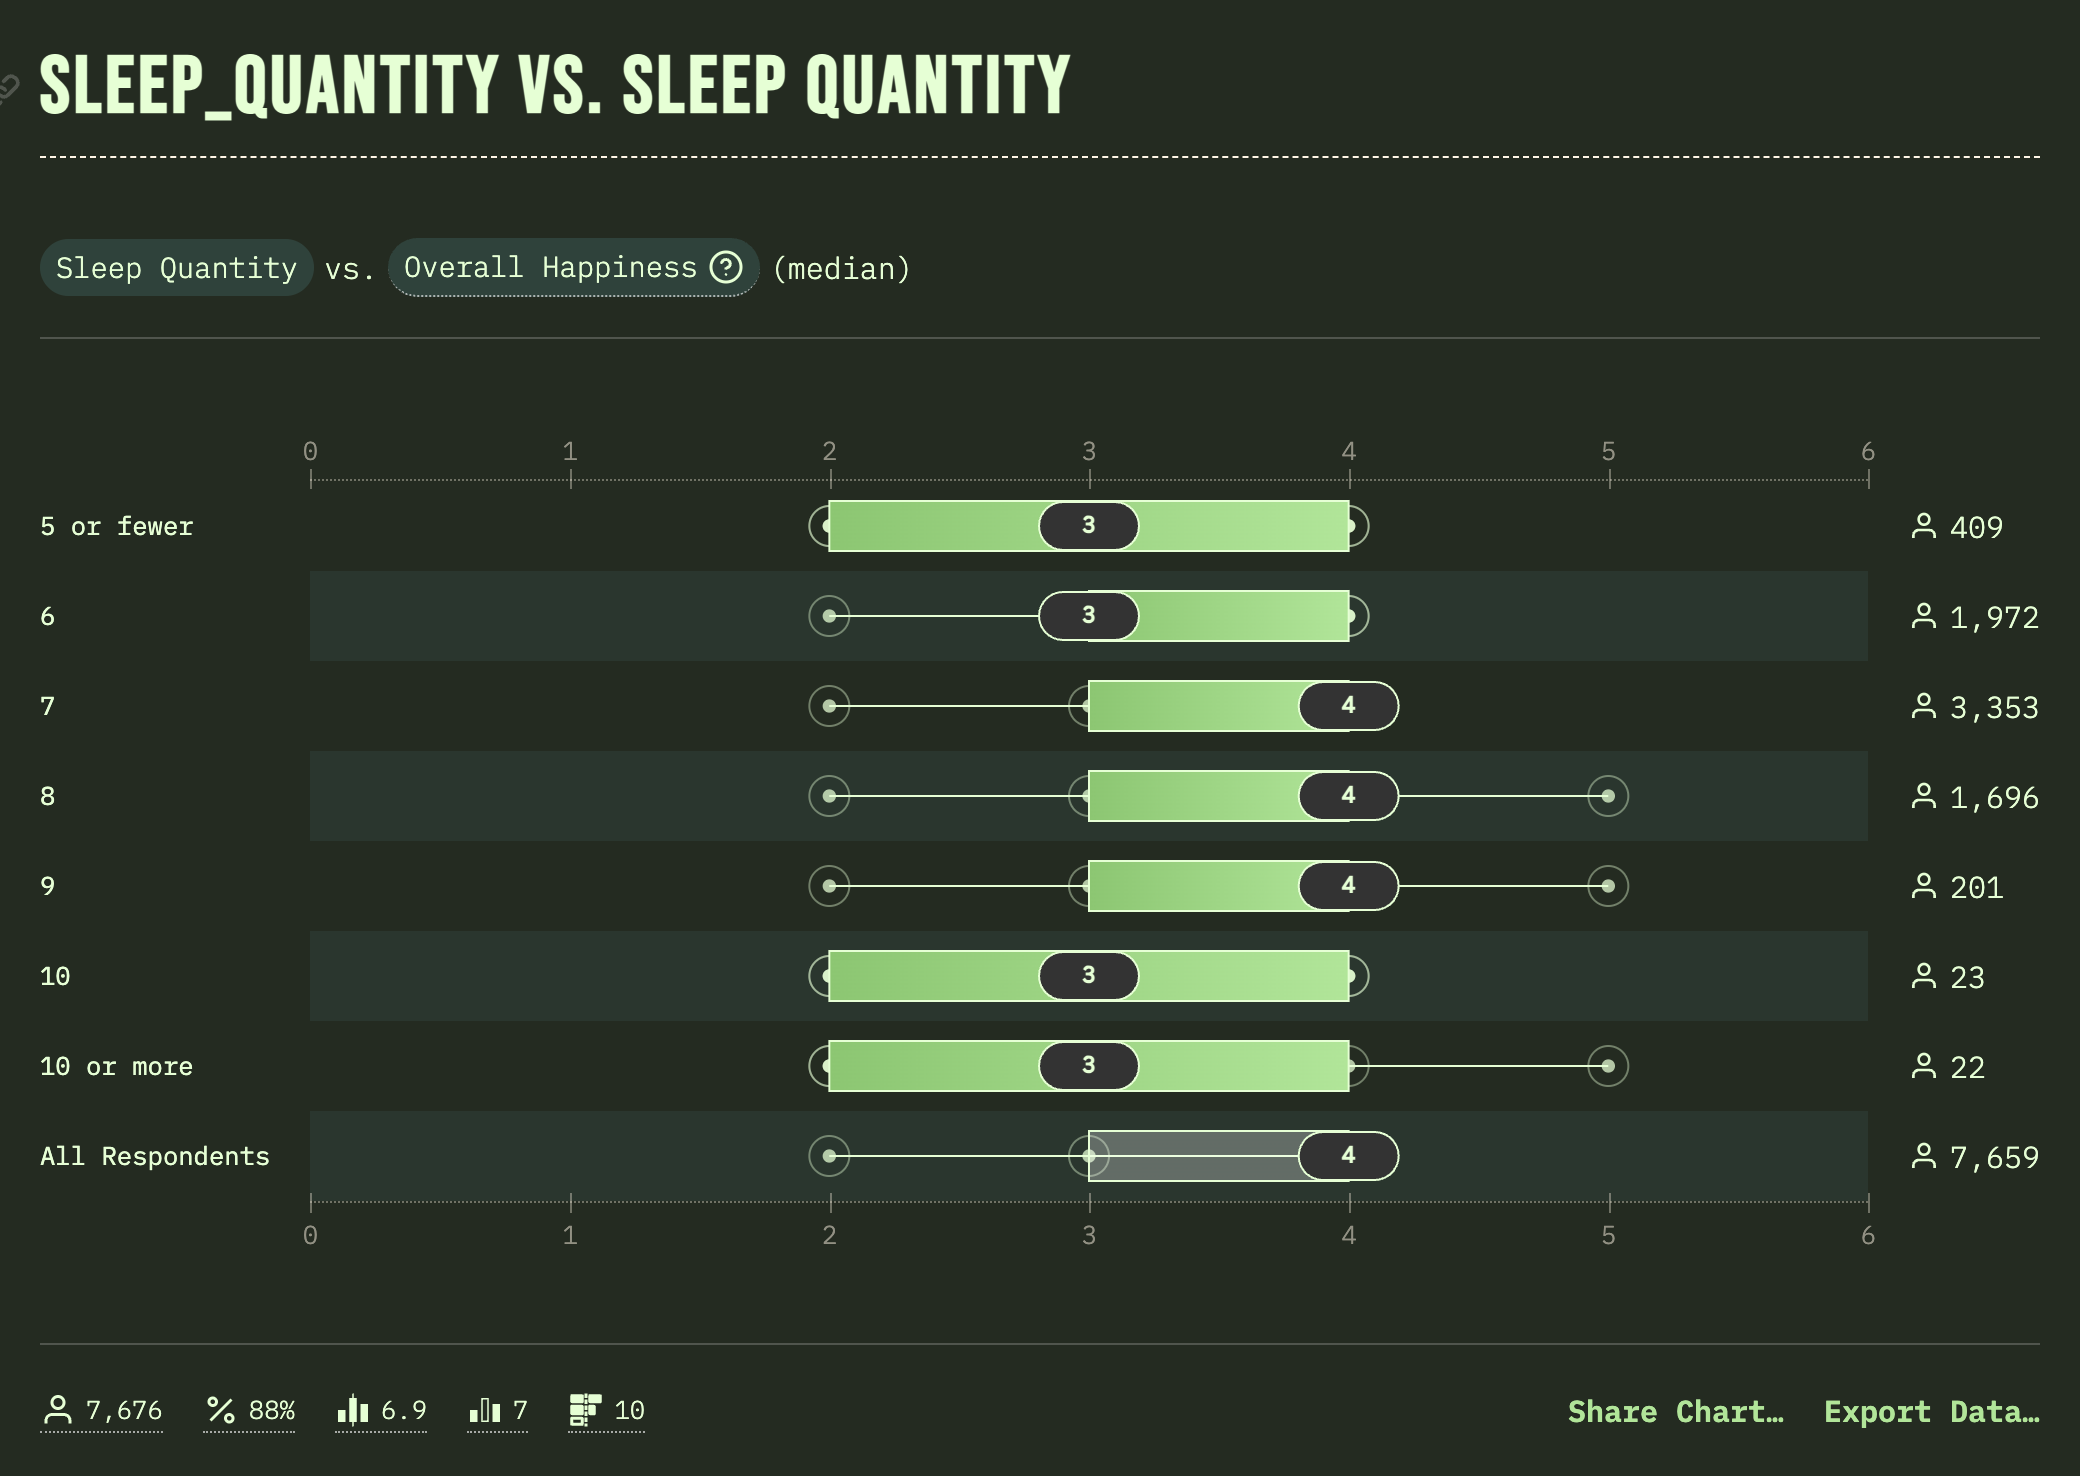 SLEEP_QUANTITY VS. SLEEP QUANTITY
Sleep Quantity vs. Overall Happiness ? (median)
0 1 2 3 4 5 6
5 or fewer 3 409
6 3 1,972
7 4 3,353
8 4 1,696
9 4 201
10 3 23
10 or more 3 22
All Respondents 4 7,659
0 1 2 3 4 5 6
7,676 % 88% 6.9 7 10 Share Chart… Export Data…